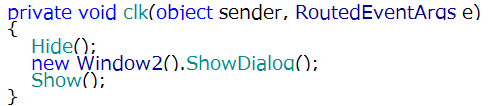 private void clk(object sender, RoutedEventArgs e)
{
Hide();
new Window2().ShowDialog();
Show();
}